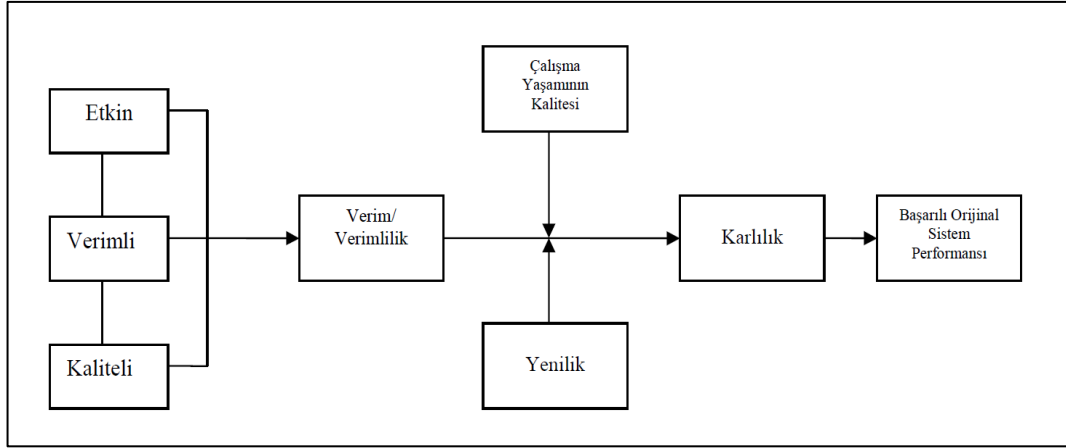 Etkin
Verimli
Kaliteli
Verim/
Verimlilik
Çalışma
Yaşamının
Kalitesi
Yenilik
Karlılık
Başarılı Orijinal
Sistem
Performansı